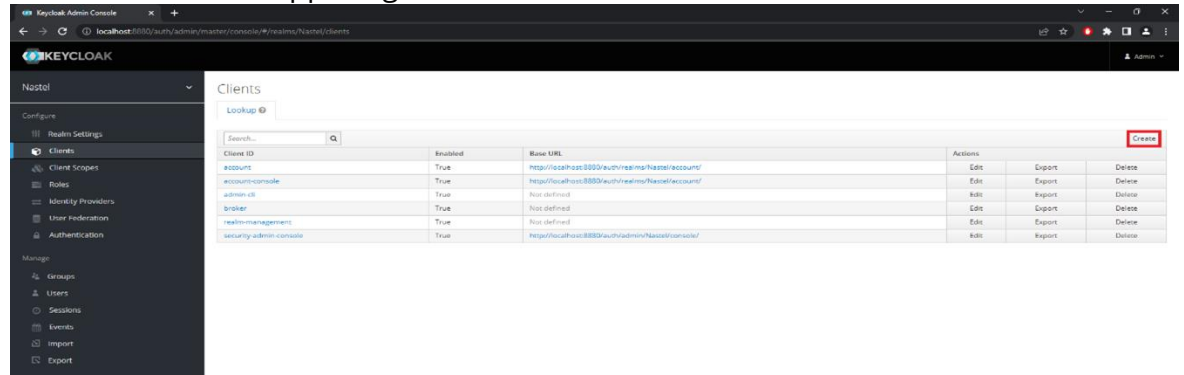 Keycloak Admin Console
localhost:8080/auth/admin/master/console/#/realms/Nastel/clients
KEYCLOAK
Admin
Nastel
Clients
Lookup
Configure
Realm Settings
Search...
Create
Clients
Client ID Enabled Base URL Actions
Client Scopes
account True http://localhost:8080/auth/realms/Nastel/account/ Edit Export Delete
Roles
account-console True http://localhost:8080/auth/realms/Nastel/account/ Edit Export Delete
Identity Providers
admin-cli True Not defined Edit Export Delete
User Federation
broker True Not defined Edit Export Delete
Authentication
realm-management True Not defined Edit Export Delete
security-admin-console True http://localhost:8080/auth/admin/Nastel/console/ Edit Export Delete
Manage
Groups
Users
Sessions
Events
Import
Export